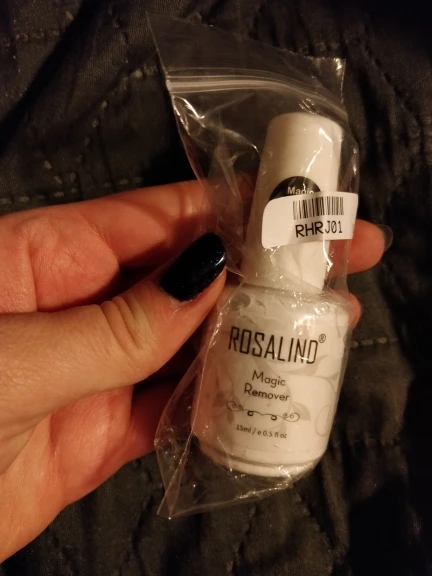 Magic
RHRJ01
ROSALIND®
Magic
Remover
15ml / e 0.5 fl oz